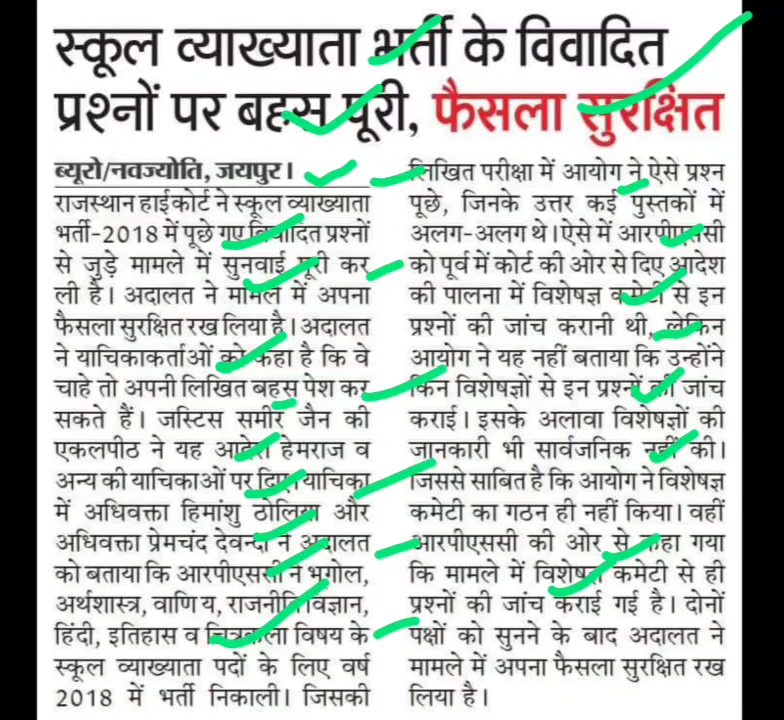 स्कूल व्याख्याता भर्ती के विवादित
प्रश्नों पर बहस पूरी, फैसला सुरक्षित
ब्यूरो/नवज्योति, जयपुर।
राजस्थान हाईकोर्ट ने स्कूल व्याख्याता
भर्ती-2018 में पूछे गए विवादित प्रश्नों
से जुड़े मामले में सुनवाई पूरी कर
ली है। अदालत ने मामले में अपना
फैसला सुरक्षित रख लिया है। अदालत
ने याचिकाकर्ताओं को कहा है कि वे
चाहे तो अपनी लिखित बहस पेश कर
सकते हैं। जस्टिस समीर जैन की
एकलपीठ ने यह आदेश हेमराज व
अन्य की याचिकाओं पर दिए। याचिका
में अधिवक्ता हिमांशु ठोलिया और
अधिवक्ता प्रेमचंद देवन्दा ने अदालत
को बताया कि आरपीएससी ने भूगोल,
अर्थशास्त्र, वाणि य, राजनीति विज्ञान,
हिंदी, इतिहास व चित्रकला विषय के
स्कूल व्याख्याता पदों के लिए वर्ष
2018 में भर्ती निकाली। जिसकी
लिखित परीक्षा में आयोग ने ऐसे प्रश्न
पूछे, जिनके उत्तर कई पुस्तकों में
अलग-अलग थे। ऐसे में आरपीएससी
को पूर्व में कोर्ट की ओर से दिए आदेश
की पालना में विशेषज्ञ कमेटी से इन
प्रश्नों की जांच करानी थी, लेकिन
आयोग ने यह नहीं बताया कि उन्होंने
किन विशेषज्ञों से इन प्रश्नों की जांच
कराई। इसके अलावा विशेषज्ञों की
जानकारी भी सार्वजनिक नहीं की।
जिससे साबित है कि आयोग ने विशेषज्ञ
कमेटी का गठन ही नहीं किया। वहीं
आरपीएससी की ओर से कहा गया
कि मामले में विशेषज्ञ कमेटी से ही
प्रश्नों की जांच कराई गई है। दोनों
पक्षों को सुनने के बाद अदालत ने
मामले में अपना फैसला सुरक्षित रख
लिया है।